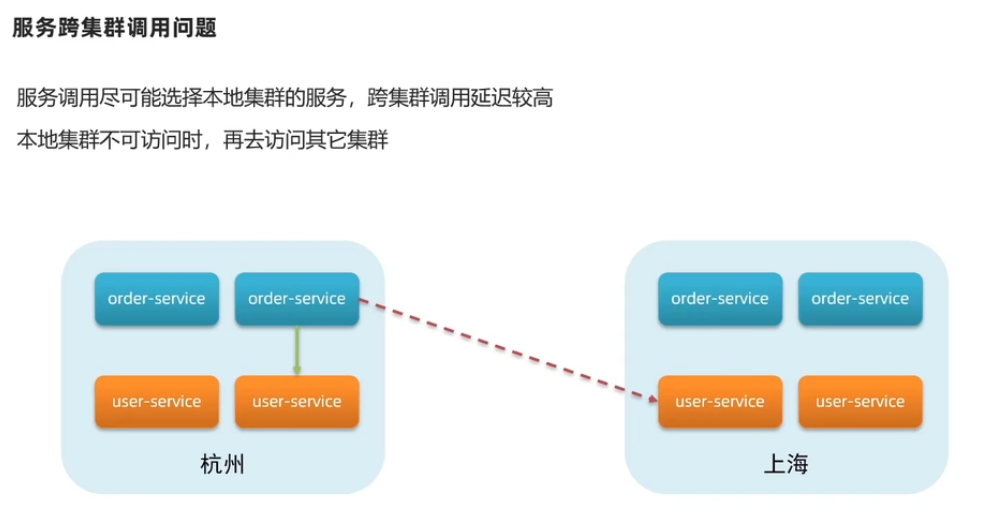 服务跨集群调用问题
服务调用尽可能选择本地集群的服务，跨集群调用延迟较高
本地集群不可访问时，再去访问其它集群
order-service
order-service
order-service
order-service
user-service
user-service
user-service
user-service
杭州
上海